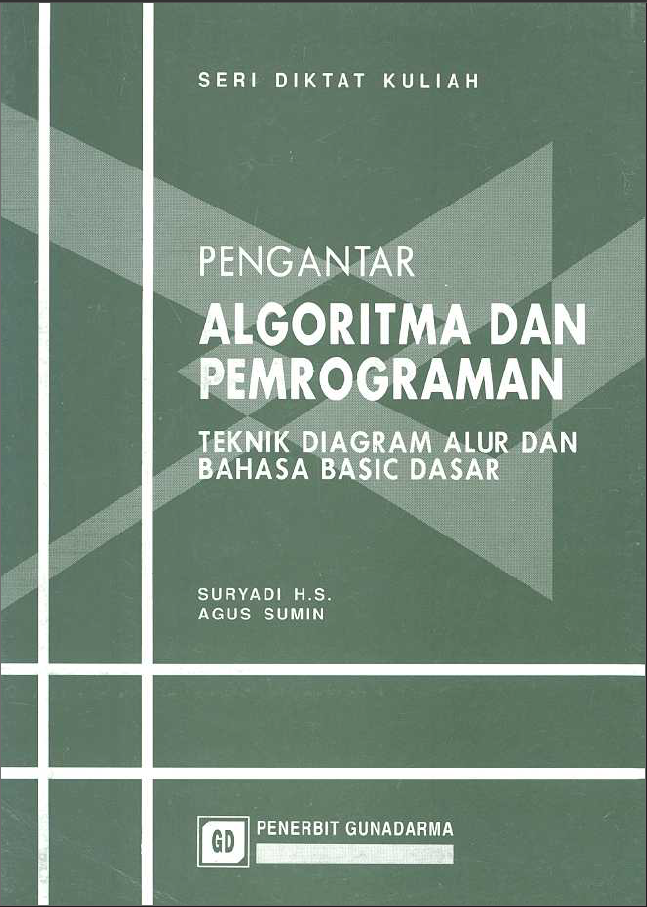 SERI DIKTAT KULIAH
PENGANTAR
ALGORITMA DAN
PEMROGRAMAN
TEKNIK DIAGRAM ALUR DAN
BAHASA BASIC DASAR
SURYADI H.S.
AGUS SUMIN
GD
PENERBIT GUNADARMA